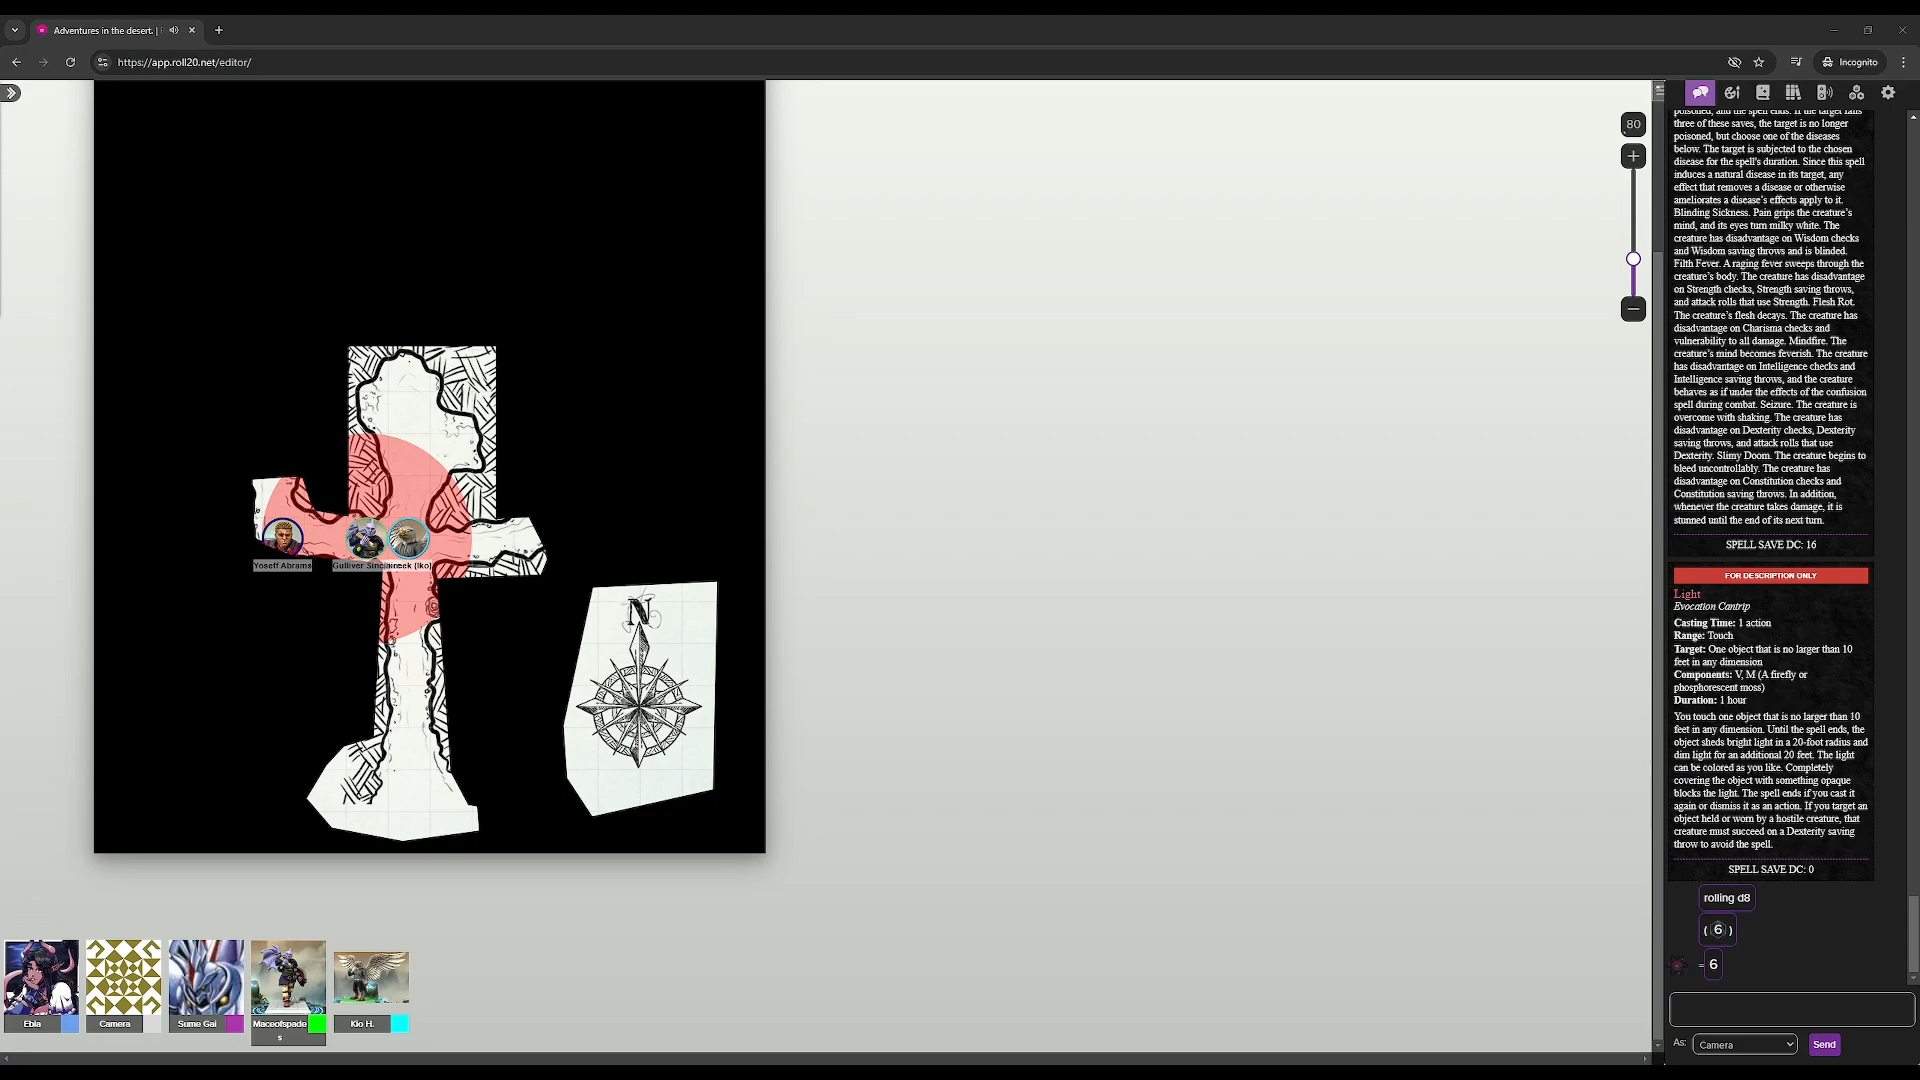 Adventures in the desert. |
https://app.roll20.net/editor/
Incognito
80
three of these saves, the target is no longer
poisoned, but choose one of the diseases
below. The target is subjected to the chosen
disease for the spell's duration. Since this spell
induces a natural disease in its target, any
effect that removes a disease or otherwise
ameliorates a disease's effects apply to it.
Blinding Sickness. Pain grips the creature's
mind, and its eyes turn milky white. The
creature has disadvantage on Wisdom checks
and Wisdom saving throws and is blinded.
Filth Fever. A raging fever sweeps through the
creature's body. The creature has disadvantage
on Strength checks, Strength saving throws,
and attack rolls that use Strength. Flesh Rot.
The creature's flesh decays. The creature has
disadvantage on Charisma checks and
vulnerability to all damage. Mindfire. The
creature's mind becomes feverish. The creature
has disadvantage on Intelligence checks and
Intelligence saving throws, and the creature
behaves as if under the effects of the confusion
spell during combat. Seizure. The creature is
overcome with shaking. The creature has
disadvantage on Dexterity checks, Dexterity
saving throws, and attack rolls that use
Dexterity. Slimy Doom. The creature begins to
bleed uncontrollably. The creature has
disadvantage on Constitution checks and
Constitution saving throws. In addition,
whenever the creature takes damage, it is
stunned until the end of its next turn.
SPELL SAVE DC: 16
FOR DESCRIPTION ONLY
Light
Evocation Cantrip
Casting Time: 1 action
Range: Touch
Target: One object that is no larger than 10
feet in any dimension
Components: V, M (A firefly or
phosphorescent moss)
Duration: 1 hour
You touch one object that is no larger than 10
feet in any dimension. Until the spell ends, the
object sheds bright light in a 20-foot radius and
dim light for an additional 20 feet. The light
can be colored as you like. Completely
covering the object with something opaque
blocks the light. The spell ends if you cast it
again or dismiss it as an action. If you target an
object held or worn by a hostile creature, that
creature must succeed on a Dexterity saving
throw to avoid the spell.
SPELL SAVE DC: 0
rolling d8
( 6 )
= 6
As: Camera Send
Yoseff Abrams
Gulliver (Iko)
N
Ebia
Camera
Sume Gai
Maceofspade
s
Kio H.